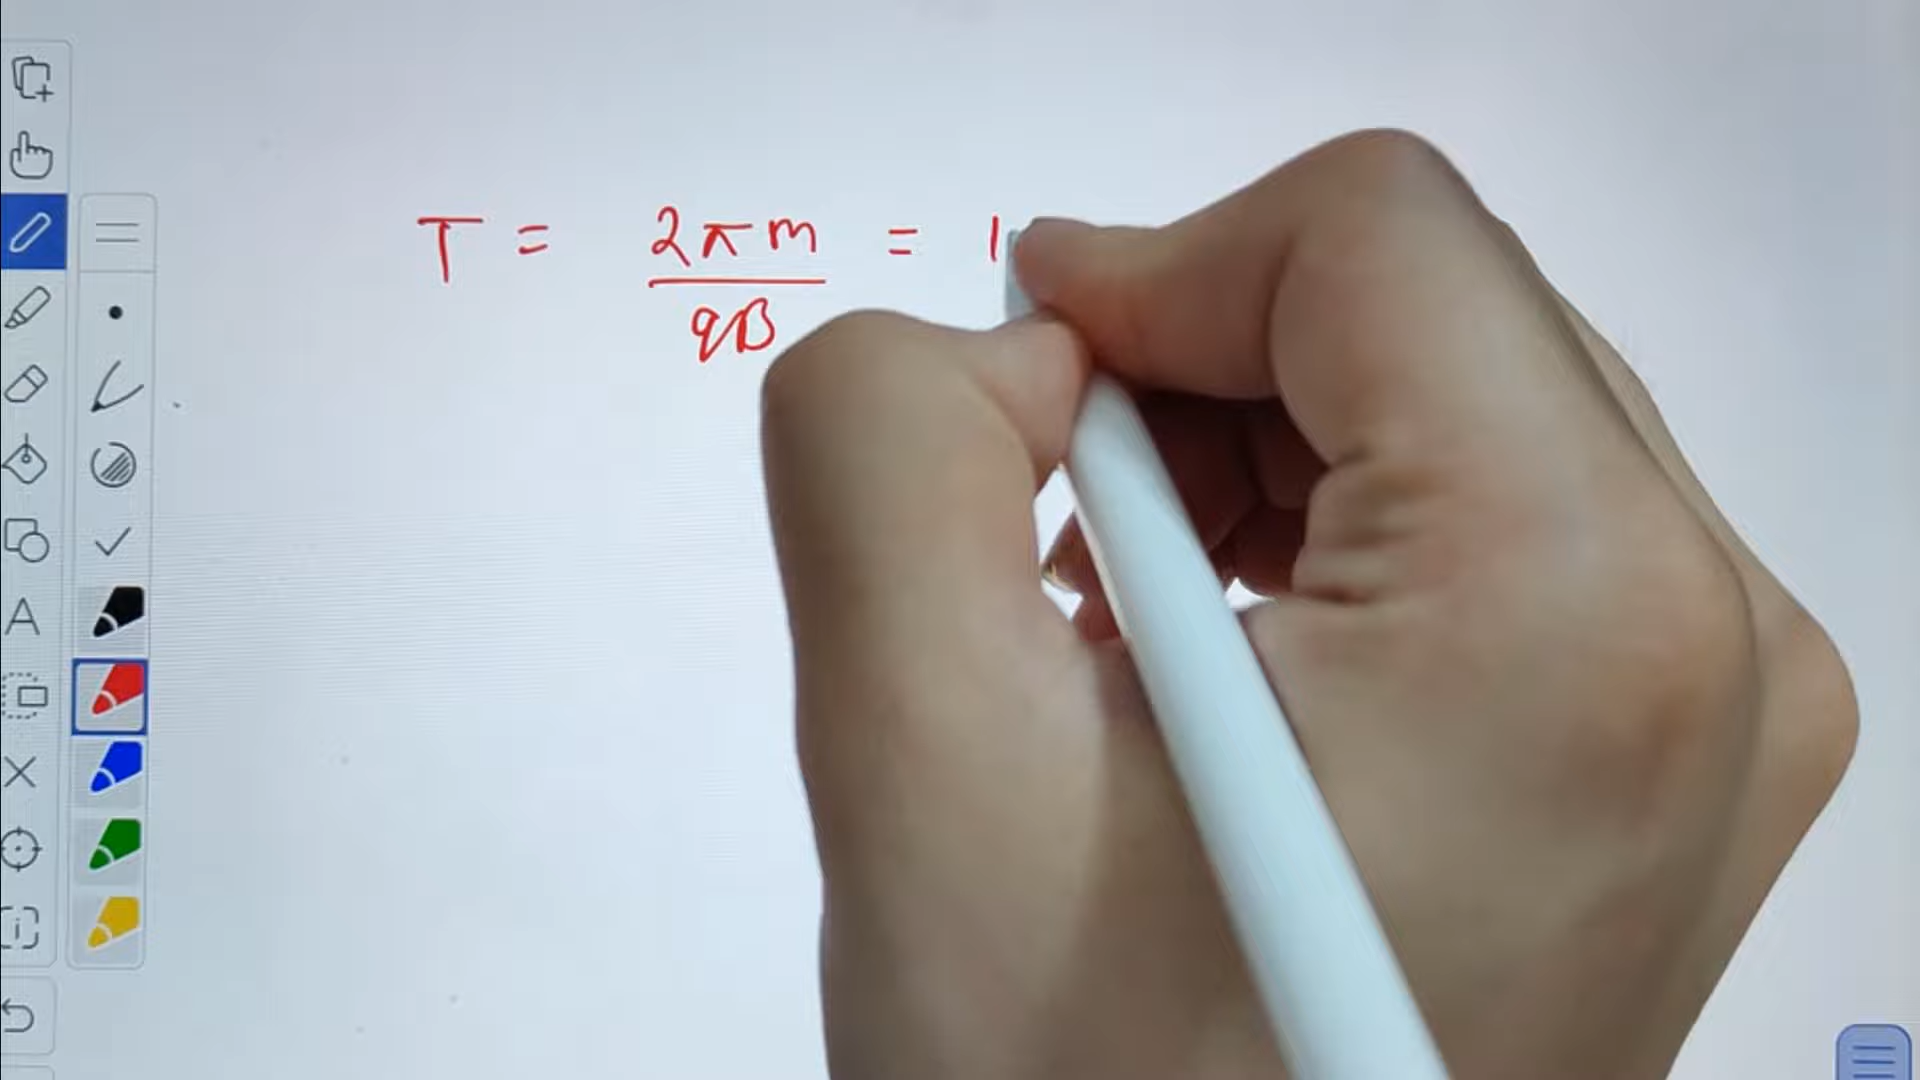 T = 2πm / qB = 1
A